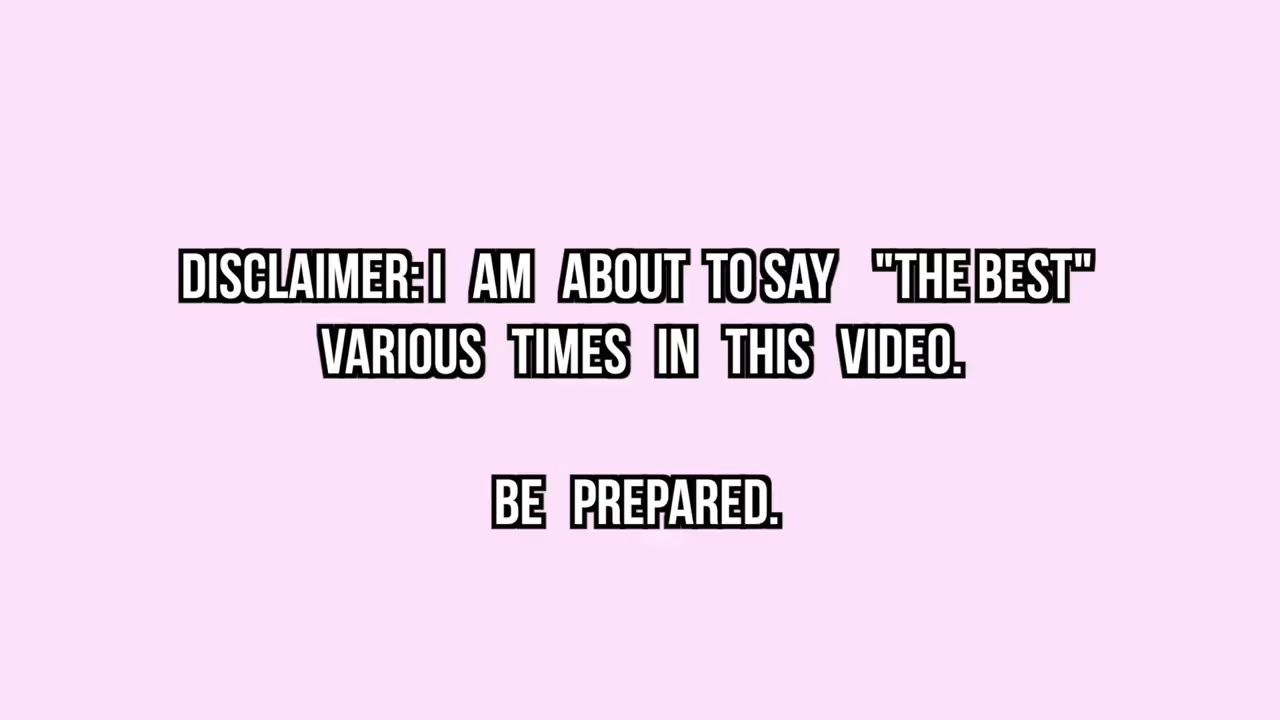 DISCLAIMER: I AM ABOUT TO SAY "THE BEST"
VARIOUS TIMES IN THIS VIDEO.
BE PREPARED.